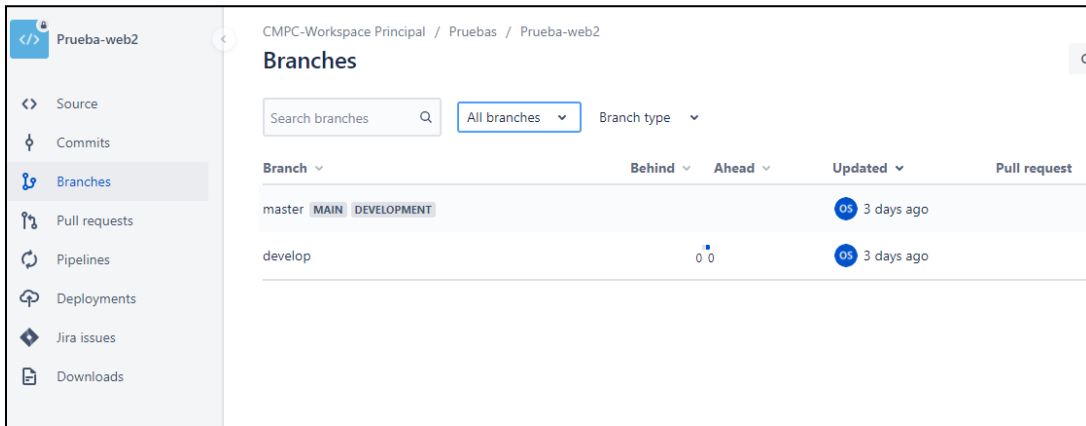 Prueba-web2
Source
Commits
Branches
Pull requests
Pipelines
Deployments
Jira issues
Downloads
CMPC-Workspace Principal / Pruebas / Prueba-web2
Branches
Search branches All branches Branch type
Branch Behind Ahead Updated Pull request
master MAIN DEVELOPMENT OS 3 days ago
develop 0 0 OS 3 days ago